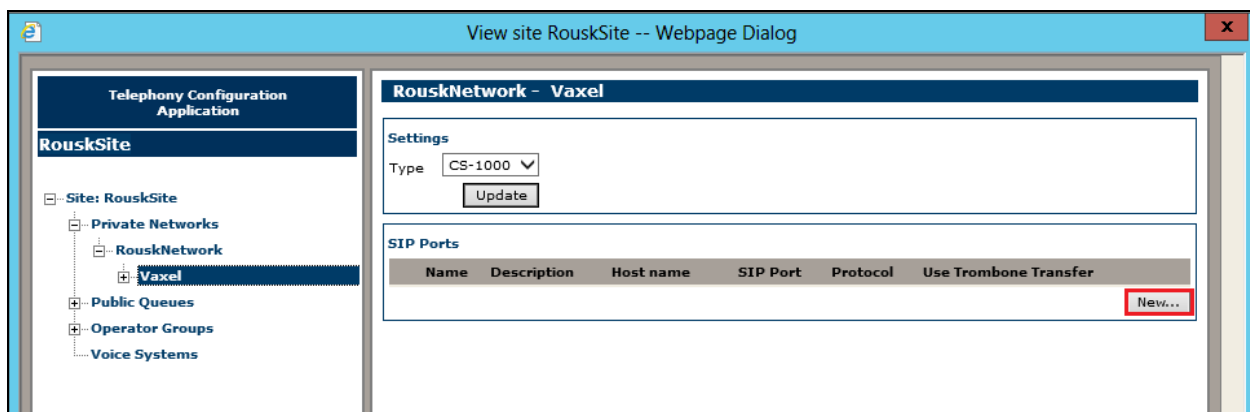 View site RouskSite -- Webpage Dialog
x
Telephony Configuration
Application
RouskSite
Site: RouskSite
Private Networks
RouskNetwork
Vaxel
Public Queues
Operator Groups
Voice Systems
RouskNetwork - Vaxel
Settings
Type CS-1000
Update
SIP Ports
Name Description Host name SIP Port Protocol Use Trombone Transfer
New...